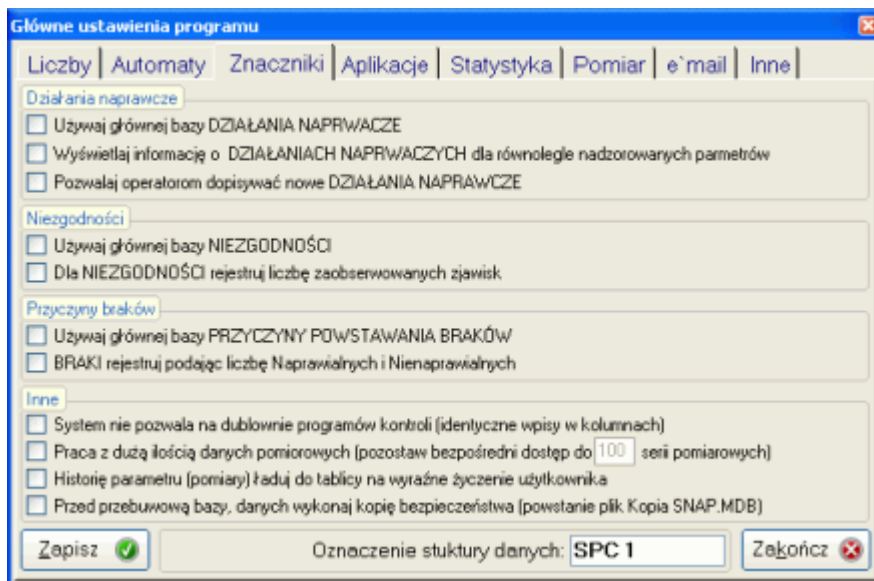 Główne ustawienia programu
Liczby Automaty Znaczniki Aplikacje Statystyka Pomiar e`mail Inne
Działania naprawcze
Używaj głównej bazy DZIAŁANIA NAPRWACZE
Wyświetlaj informację o DZIAŁANIACH NAPRWACZYCH dla równolegle nadzorowanych parmetrów
Pozwalaj operatorom dopisywać nowe DZIAŁANIA NAPRAWCZE
Niezgodności
Używaj głównej bazy NIEZGODNOŚCI
Dla NIEZGODNOŚCI rejestruj liczbę zaobserwowanych zjawisk
Przyczyny braków
Używaj głównej bazy PRZYCZYNY POWSTAWANIA BRAKÓW
BRAKI rejestruj podając liczbę Naprawialnych i Nienaprawialnych
Inne
System nie pozwala na dublownie programów kontroli (identyczne wpisy w kolumnach)
Praca z dużą ilością danych pomiorowych (pozostaw bezpośredni dostęp do 100 serii pomiarowych)
Historię parametru (pomiary) ładuj do tablicy na wyraźne życzenie użytkownika
Przed przebuwową bazy, danych wykonaj kopię bezpieczeństwa (powstanie plik Kopia SNAP.MDB)
Zapisz Oznaczenie stuktury danych: SPC 1 Zakończ